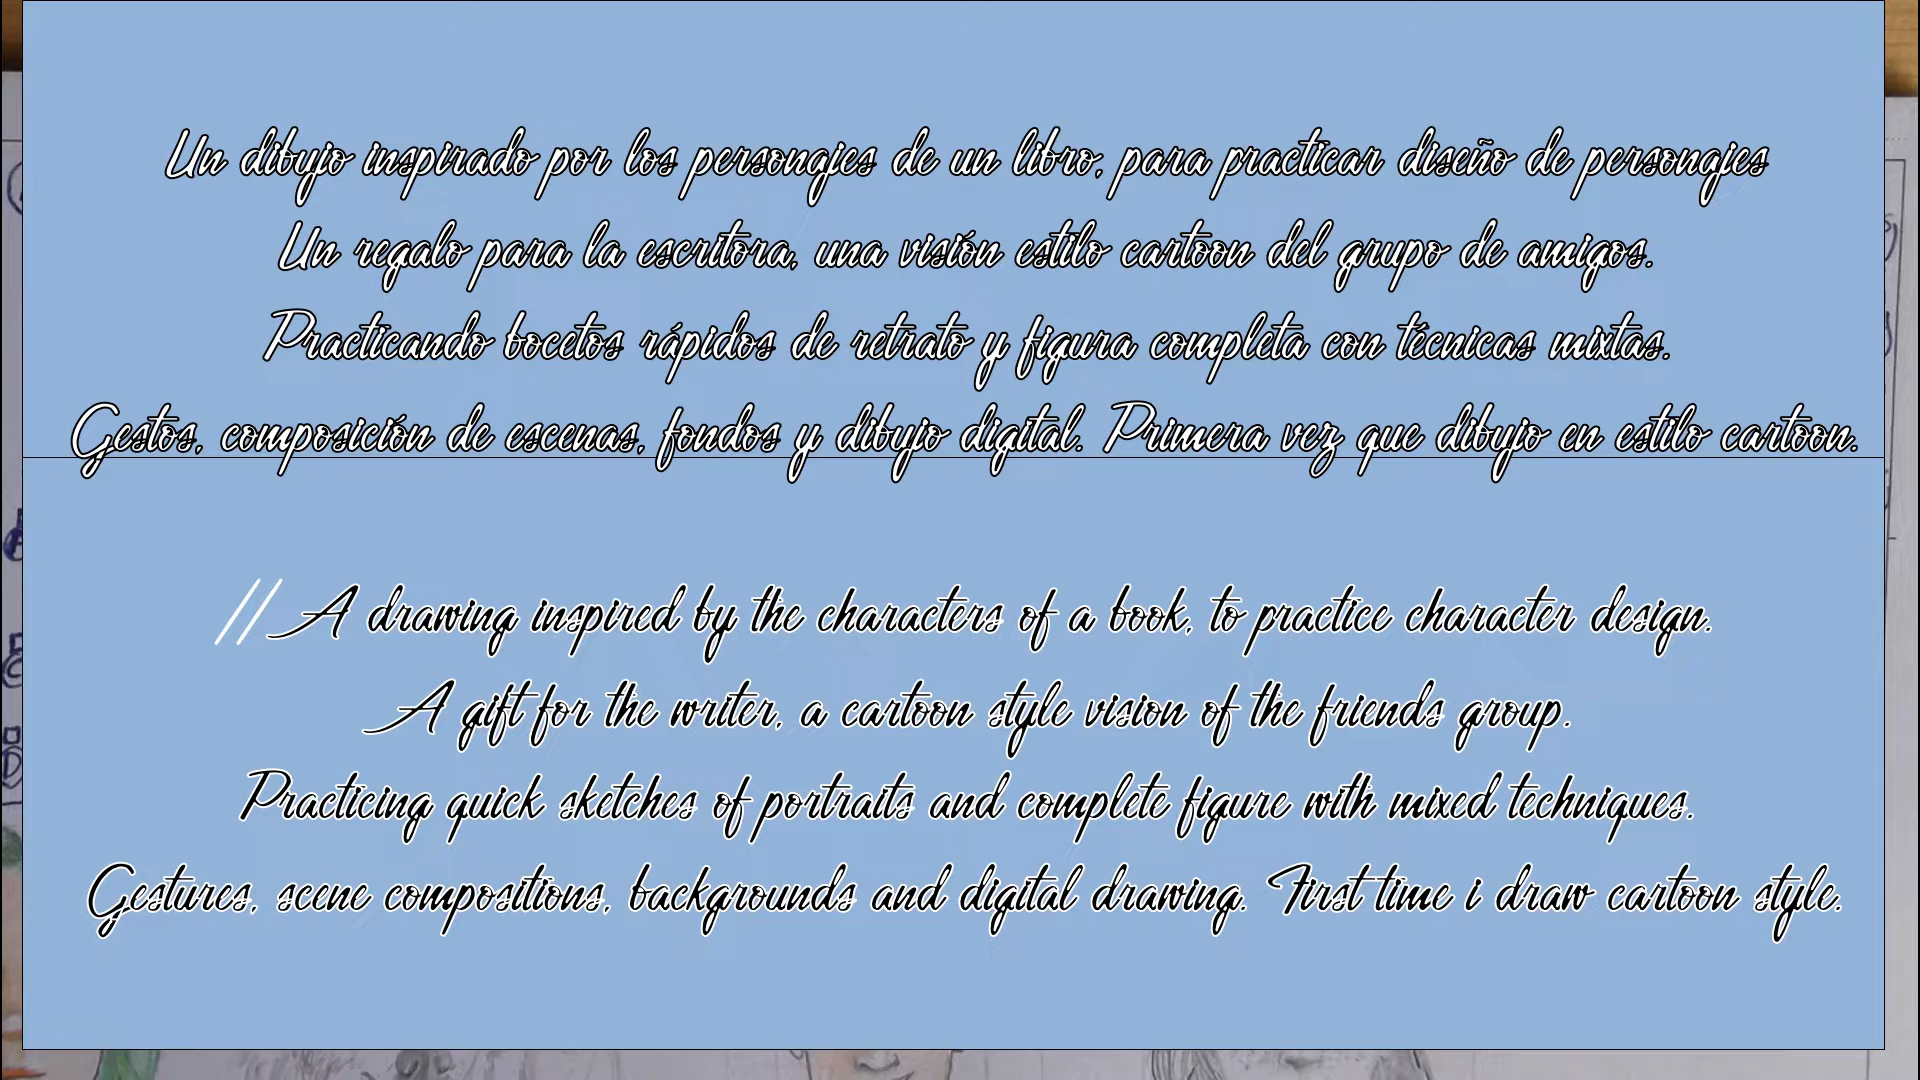 Un dibujo inspirado por los personajes de un libro, para practicar diseño de personajes
Un regalo para la escritora, una visión estilo cartoon del grupo de amigos.
Practicando bocetos rápidos de retrato y figura completa con técnicas mixtas.
Gestos, composición de escenas, fondos y dibujo digital. Primera vez que dibujo en estilo cartoon.
// A drawing inspired by the characters of a book, to practice character design.
A gift for the writer, a cartoon style vision of the friends group.
Practicing quick sketches of portraits and complete figure with mixed techniques.
Gestures, scene compositions, backgrounds and digital drawing. First time i draw cartoon style.